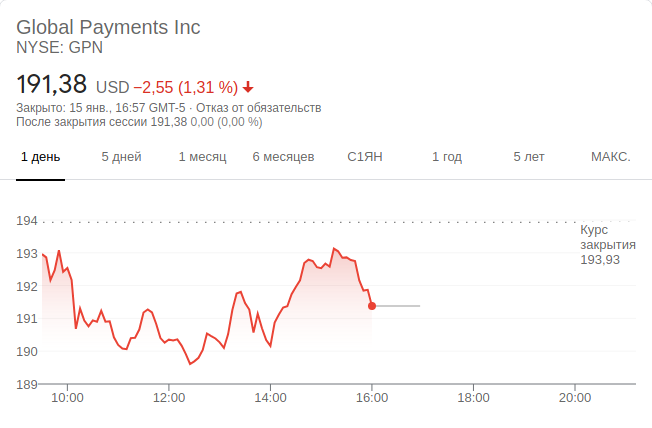 Global Payments Inc
NYSE: GPN
191,38 USD −2,55 (1,31 %)
Закрыто: 15 янв., 16:57 GMT-5 · Отказ от обязательств
После закрытия сессии 191,38 0,00 (0,00 %)
1 день 5 дней 1 месяц 6 месяцев С1ЯН 1 год 5 лет МАКС.
194
Курс
закрытия
193,93
193
192
191
190
189
10:00 12:00 14:00 16:00 18:00 20:00